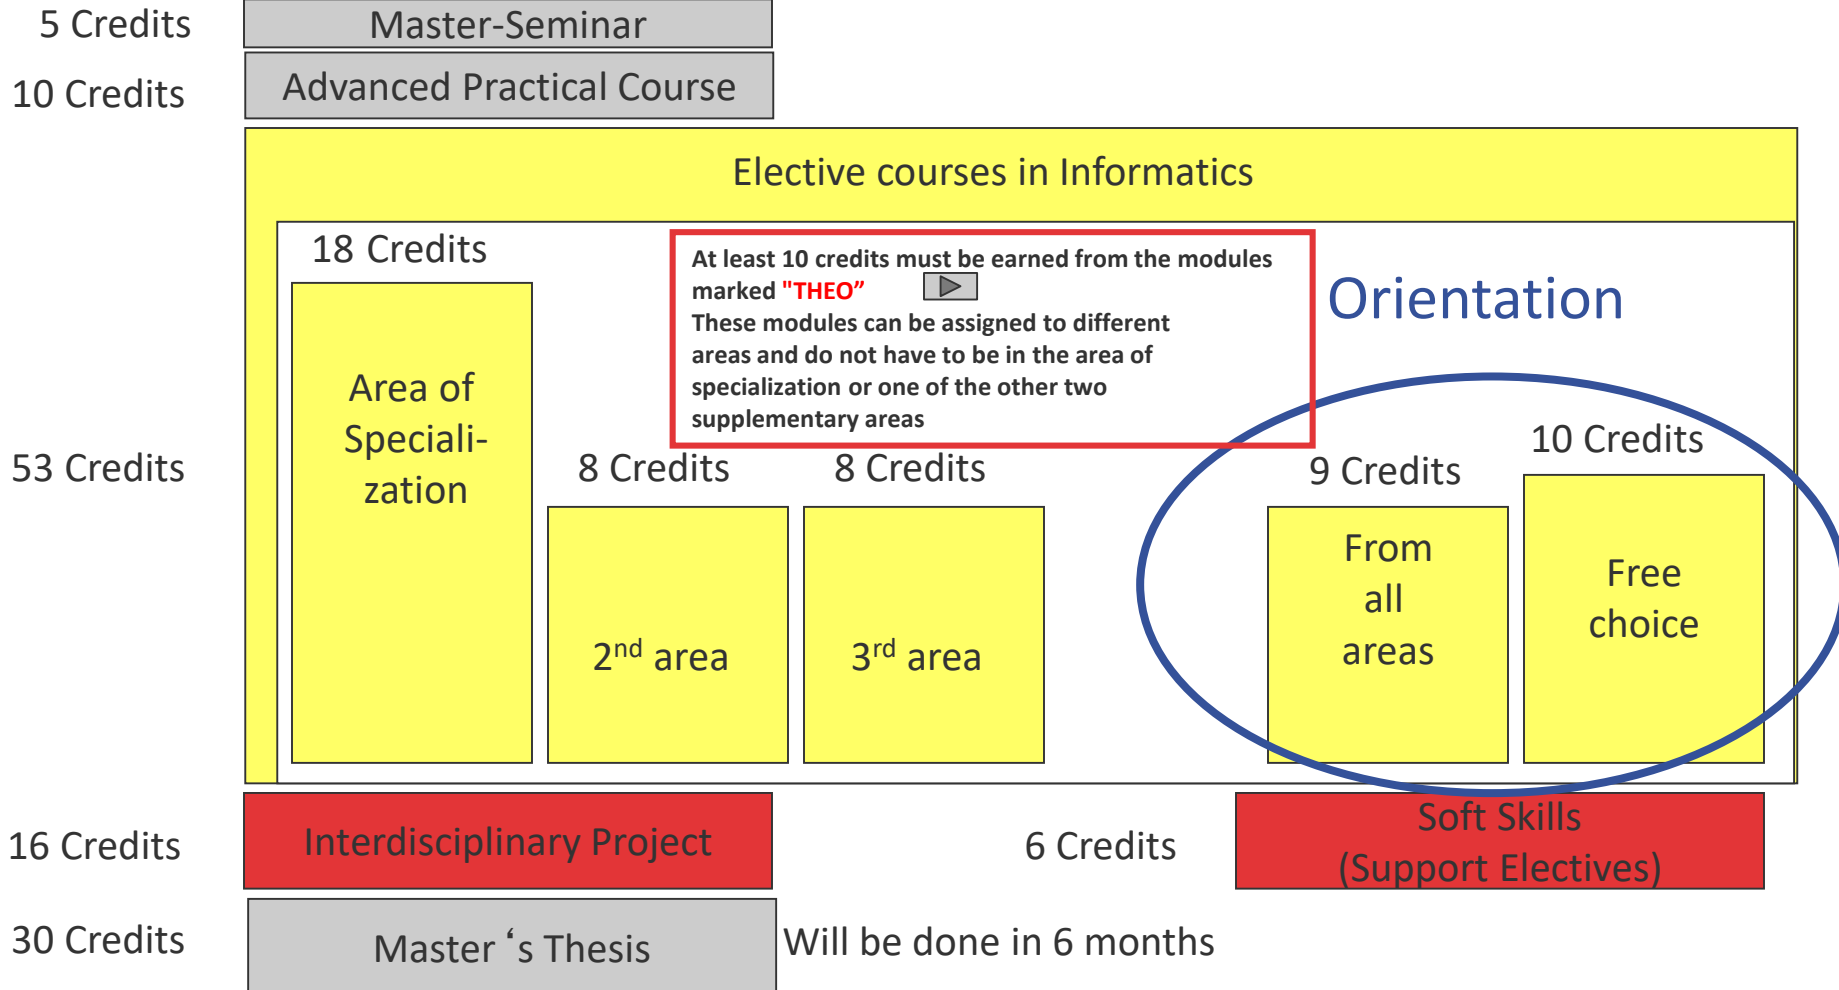 5 Credits
Master-Seminar
10 Credits
Advanced Practical Course
Elective courses in Informatics
18 Credits
At least 10 credits must be earned from the modules
marked "THEO”
These modules can be assigned to different
areas and do not have to be in the area of
specialization or one of the other two
supplementary areas
Orientation
Area of
Speciali-
zation
53 Credits
8 Credits
8 Credits
9 Credits
10 Credits
2nd area
3rd area
From
all
areas
Free
choice
16 Credits
Interdisciplinary Project
6 Credits
Soft Skills
(Support Electives)
30 Credits
Master ‘s Thesis
Will be done in 6 months